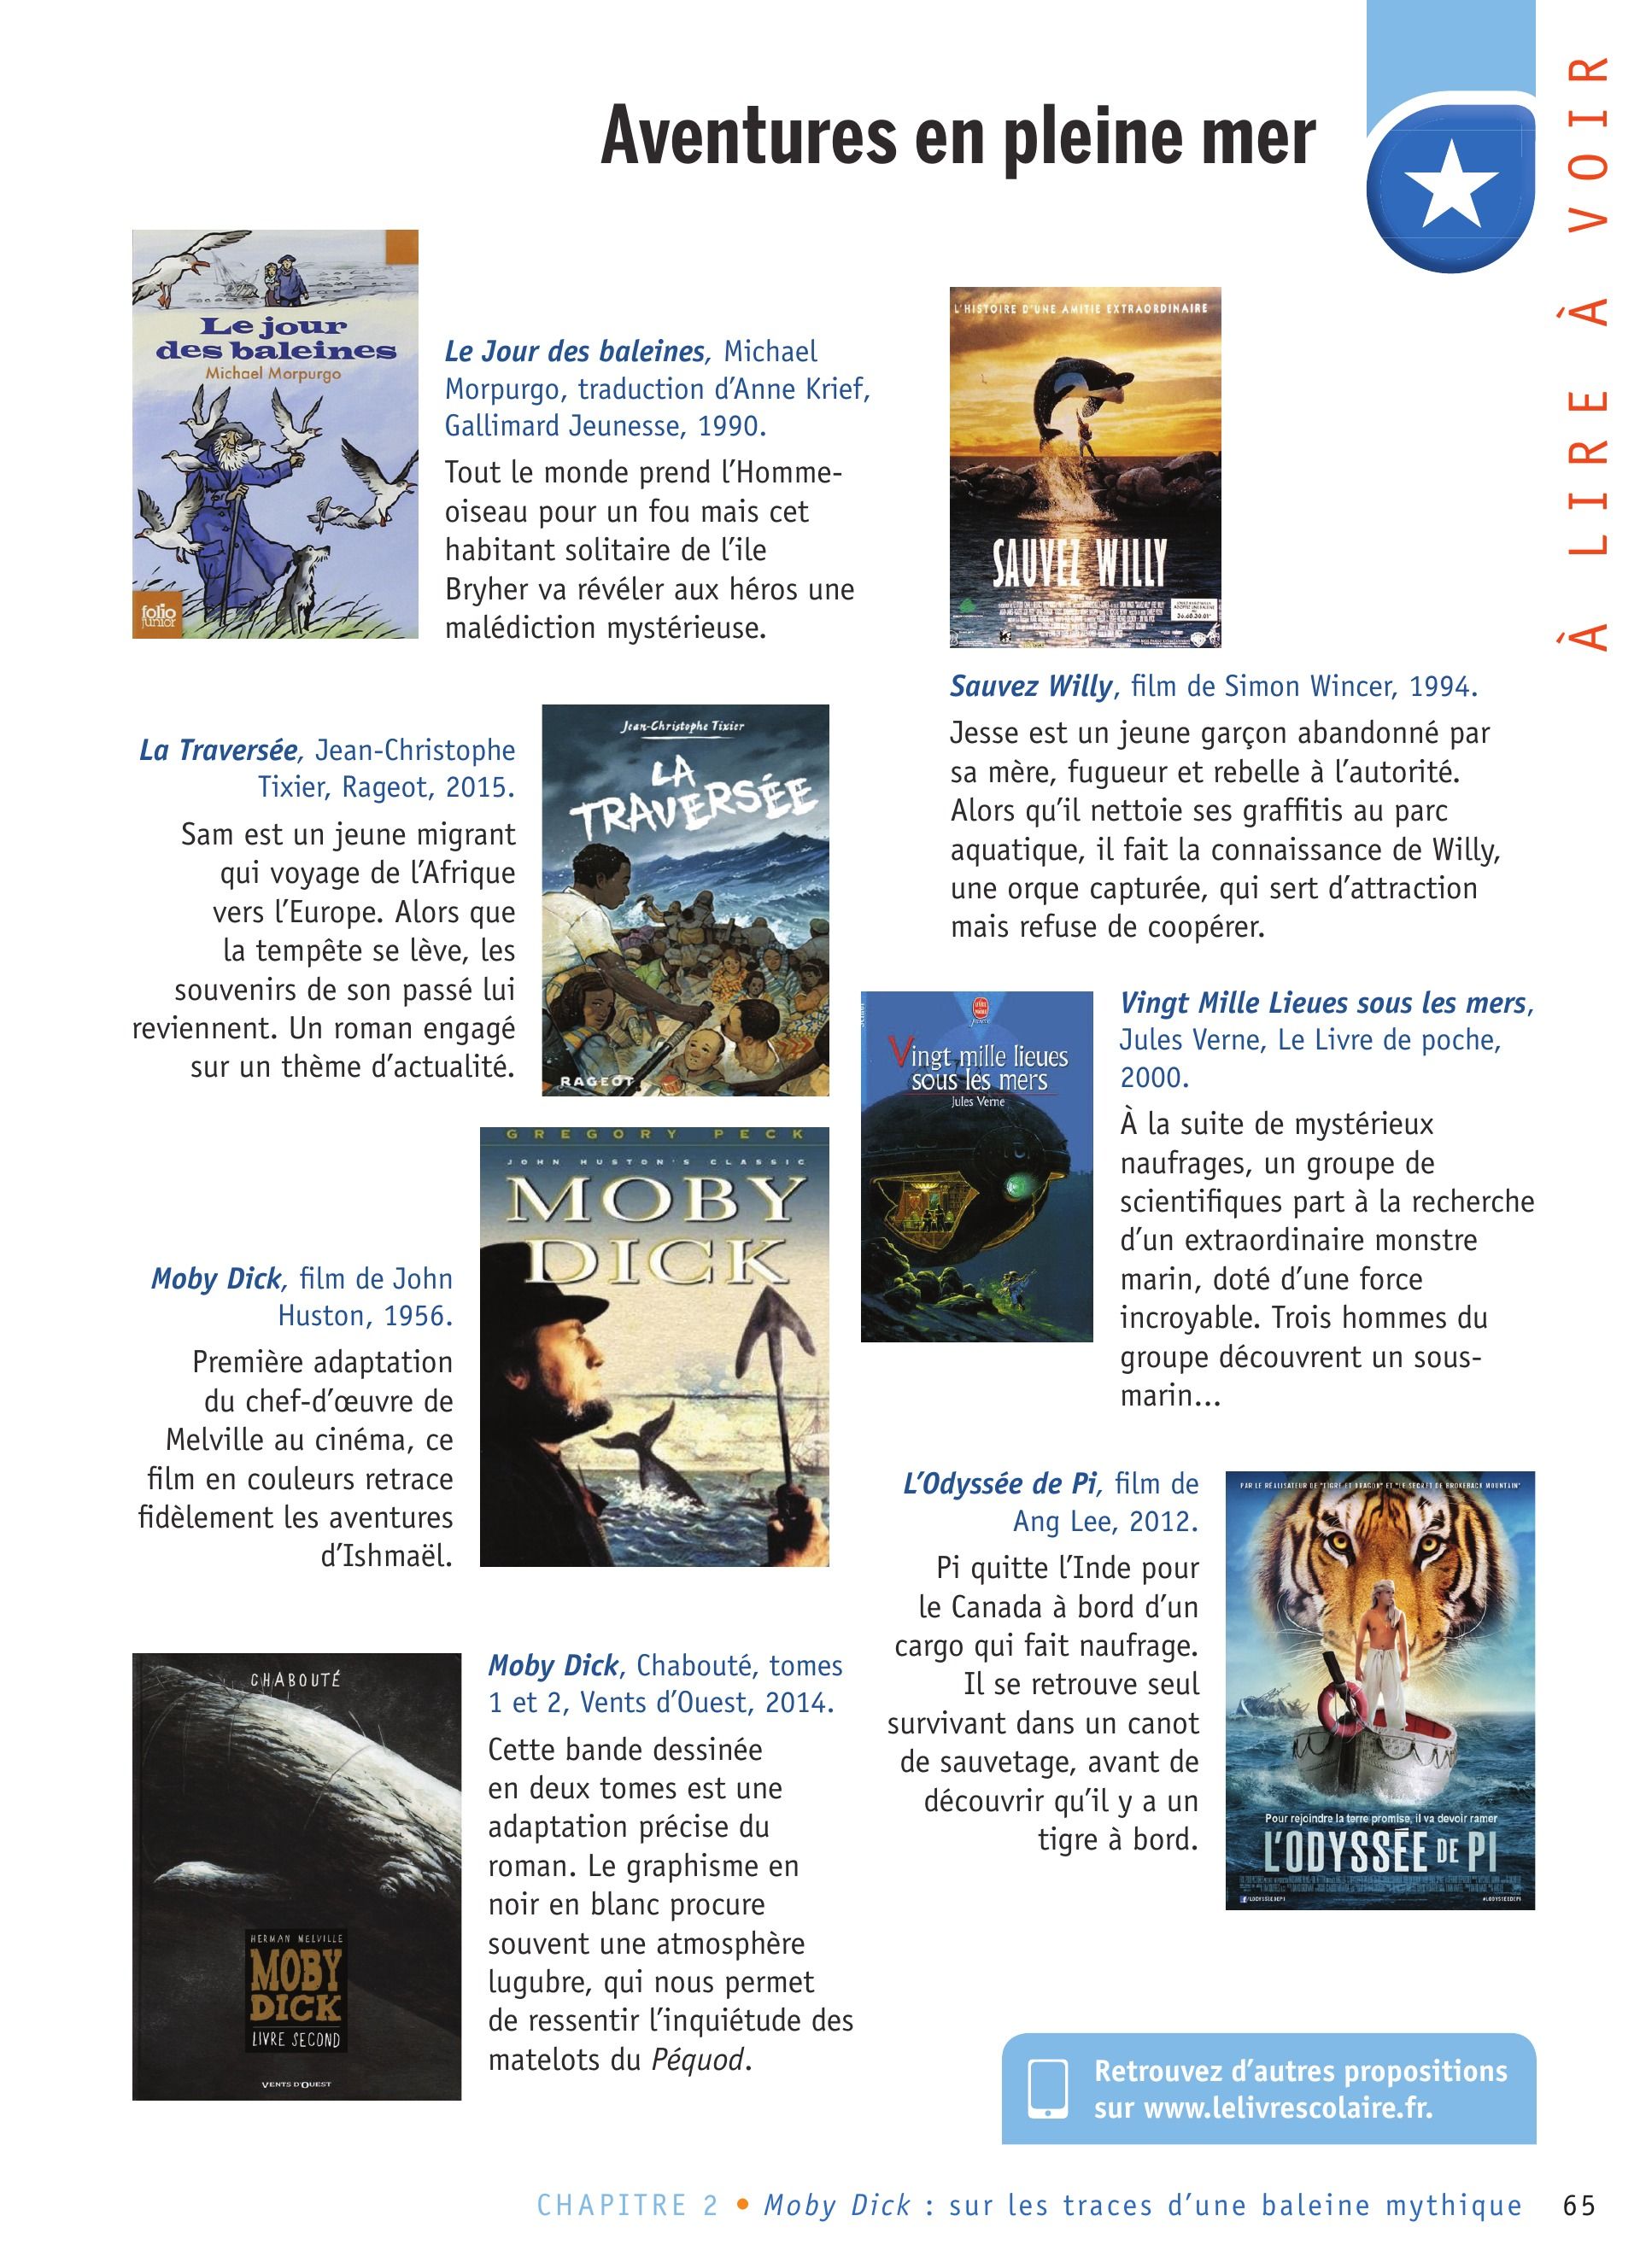 Aventures en pleine mer
À LIRE À VOIR
Le jour
des baleines
Michael Morpurgo
folio
junior
Le Jour des baleines, Michael
Morpurgo, traduction d’Anne Krief,
Gallimard Jeunesse, 1990.
Tout le monde prend l’Homme-
oiseau pour un fou mais cet
habitant solitaire de l’ile
Bryher va révéler aux héros une
malédiction mystérieuse.
La Traversée, Jean-Christophe
Tixier, Rageot, 2015.
Sam est un jeune migrant
qui voyage de l’Afrique
vers l’Europe. Alors que
la tempête se lève, les
souvenirs de son passé lui
reviennent. Un roman engagé
sur un thème d’actualité.
Jean-Christophe Tixier
LA
TRAVERSÉE
RAGEOT
Moby Dick, film de John
Huston, 1956.
Première adaptation
du chef-d’œuvre de
Melville au cinéma, ce
film en couleurs retrace
fidèlement les aventures
d’Ishmaël.
GREGORY PECK
JOHN HUSTON'S CLASSIC
MOBY
DICK
CHABOUTÉ
HERMAN MELVILLE
MOBY
DICK
LIVRE SECOND
VENTS D'OUEST
Moby Dick, Chabouté, tomes
1 et 2, Vents d’Ouest, 2014.
Cette bande dessinée
en deux tomes est une
adaptation précise du
roman. Le graphisme en
noir en blanc procure
souvent une atmosphère
lugubre, qui nous permet
de ressentir l’inquiétude des
matelots du Péquod.
L'HISTOIRE D'UNE AMITIE EXTRAORDINAIRE
SAUVEZ WILLY
Sauvez Willy, film de Simon Wincer, 1994.
Jesse est un jeune garçon abandonné par
sa mère, fugueur et rebelle à l’autorité.
Alors qu’il nettoie ses graffitis au parc
aquatique, il fait la connaissance de Willy,
une orque capturée, qui sert d’attraction
mais refuse de coopérer.
Vingt mille lieues
sous les mers
Jules Verne
Vingt Mille Lieues sous les mers,
Jules Verne, Le Livre de poche,
2000.
À la suite de mystérieux
naufrages, un groupe de
scientifiques part à la recherche
d’un extraordinaire monstre
marin, doté d’une force
incroyable. Trois hommes du
groupe découvrent un sous-
marin...
L’Odyssée de Pi, film de
Ang Lee, 2012.
Pi quitte l’Inde pour
le Canada à bord d’un
cargo qui fait naufrage.
Il se retrouve seul
survivant dans un canot
de sauvetage, avant de
découvrir qu’il y a un
tigre à bord.
PAR LE RÉALISATEUR DE "TIGRE ET DRAGON" ET "LE SECRET DE BROKEBACK MOUNTAIN"
Pour rejoindre la terre promise, il va devoir ramer
L'ODYSSÉE DE PI
Retrouvez d’autres propositions
sur www.lelivrescolaire.fr.
CHAPITRE 2 • Moby Dick : sur les traces d’une baleine mythique 65